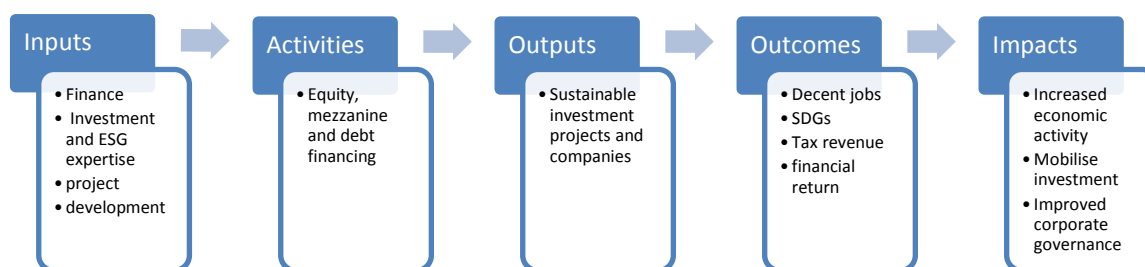 Inputs
• Finance
• Investment
and ESG
expertise
• project
• development
Activities
• Equity,
mezzanine
and debt
financing
Outputs
• Sustainable
investment
projects and
companies
Outcomes
• Decent jobs
• SDGs
• Tax revenue
• financial
return
Impacts
• Increased
economic
activity
• Mobilise
investment
• Improved
corporate
governance